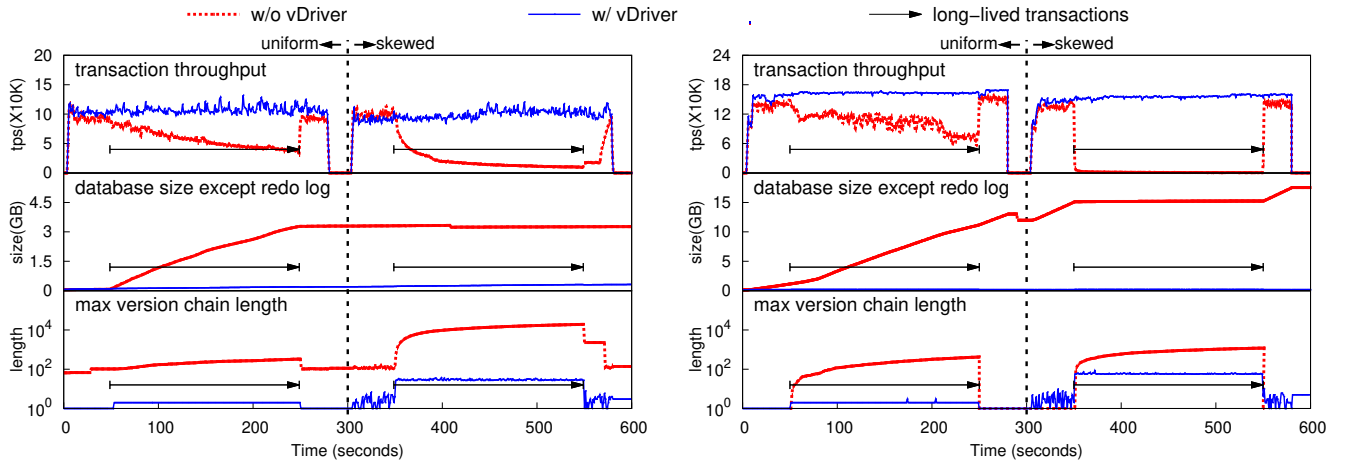 w/o vDriver w/ vDriver long-lived transactions
uniform skewed
transaction throughput
tps(X10K)
20
15
10
5
0
database size except redo log
size(GB)
4.5
3
1.5
0
max version chain length
length
10^4
10^2
10^0
0 100 200 300 400 500 600
Time (seconds)
uniform skewed
transaction throughput
tps(X10K)
24
18
12
6
0
database size except redo log
size(GB)
15
10
5
0
max version chain length
length
10^4
10^2
10^0
0 100 200 300 400 500 600
Time (seconds)